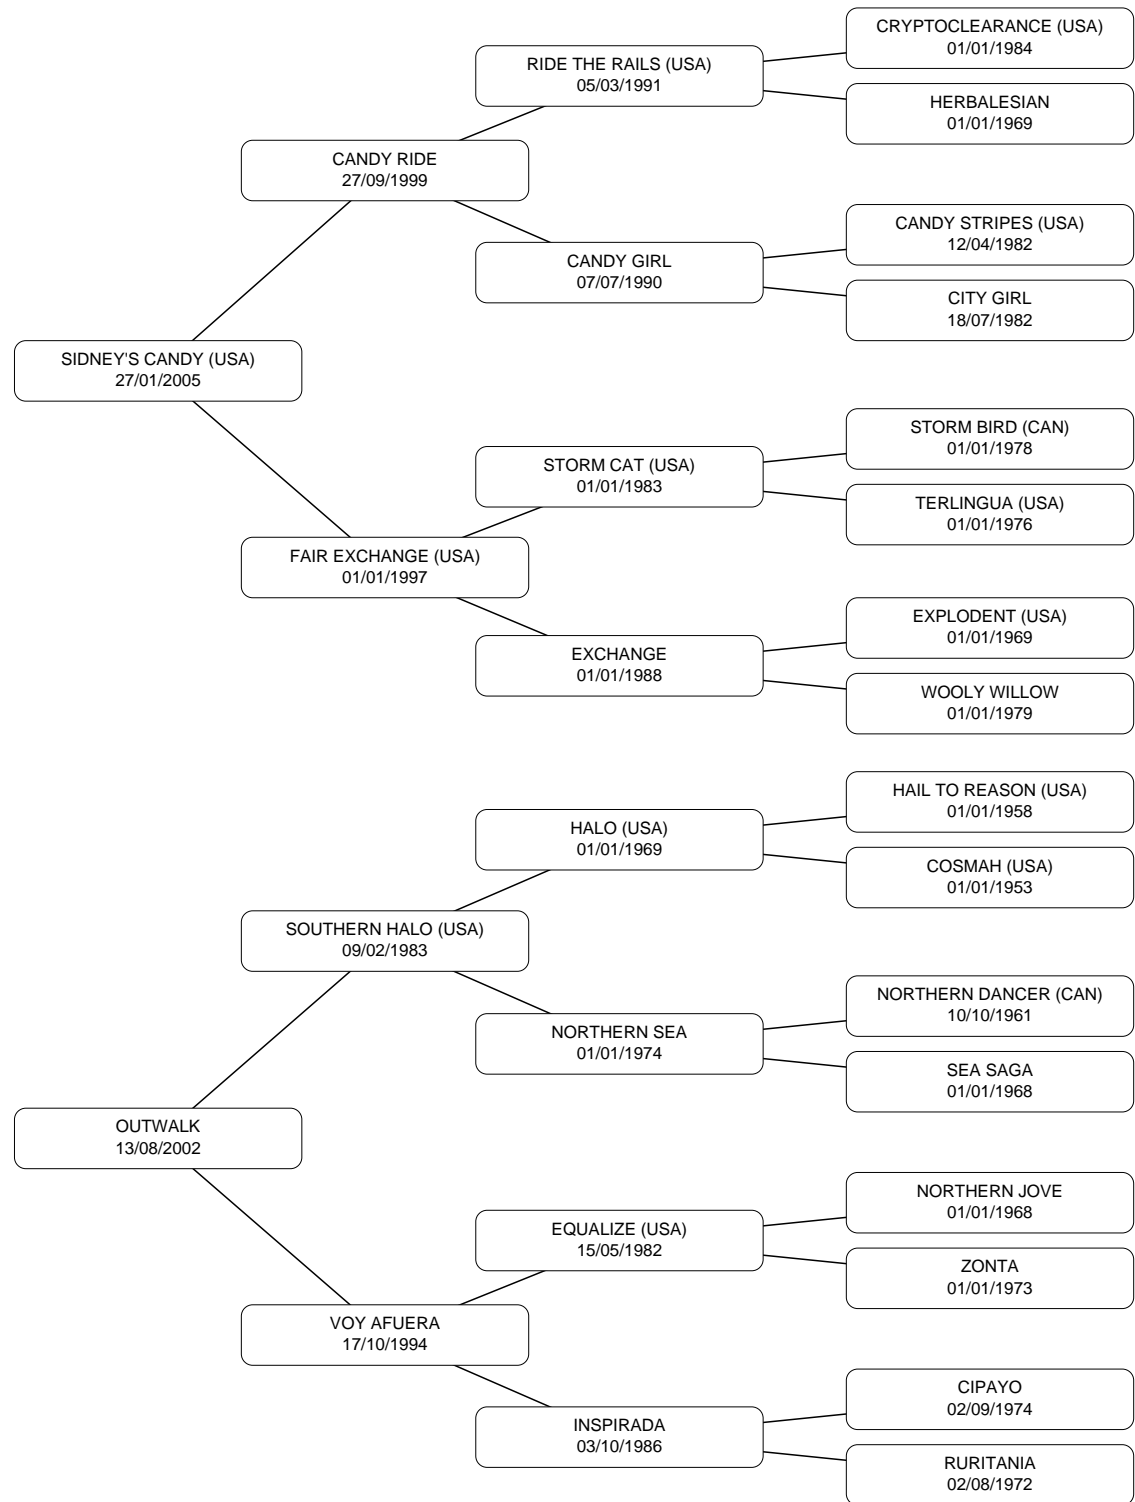 CRYPTOCLEARANCE (USA)
01/01/1984
RIDE THE RAILS (USA)
05/03/1991
HERBALESIAN
01/01/1969
CANDY RIDE
27/09/1999
CANDY STRIPES (USA)
12/04/1982
CANDY GIRL
07/07/1990
CITY GIRL
18/07/1982
SIDNEY'S CANDY (USA)
27/01/2005
STORM BIRD (CAN)
01/01/1978
STORM CAT (USA)
01/01/1983
TERLINGUA (USA)
01/01/1976
FAIR EXCHANGE (USA)
01/01/1997
EXPLODENT (USA)
01/01/1969
EXCHANGE
01/01/1988
WOOLY WILLOW
01/01/1979
HAIL TO REASON (USA)
01/01/1958
HALO (USA)
01/01/1969
COSMAH (USA)
01/01/1953
SOUTHERN HALO (USA)
09/02/1983
NORTHERN DANCER (CAN)
10/10/1961
NORTHERN SEA
01/01/1974
SEA SAGA
01/01/1968
OUTWALK
13/08/2002
NORTHERN JOVE
01/01/1968
EQUALIZE (USA)
15/05/1982
ZONTA
01/01/1973
VOY AFUERA
17/10/1994
CIPAYO
02/09/1974
INSPIRADA
03/10/1986
RURITANIA
02/08/1972